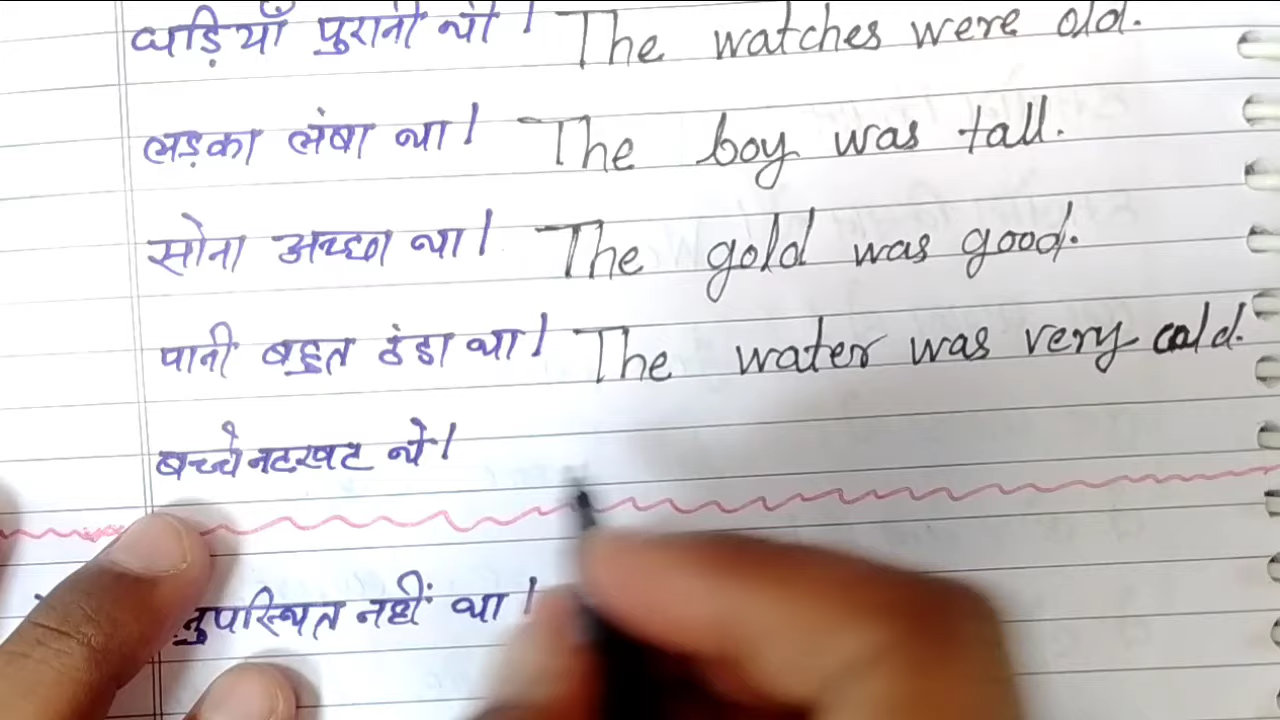 घड़ियाँ पुरानी थी। The watches were old.
लड़का लंबा था। The boy was tall.
सोना अच्छा था। The gold was good.
पानी बहुत ठंडा था। The water was very cold.
बच्चे नटखट थे।
नुपस्थित नहीं था।